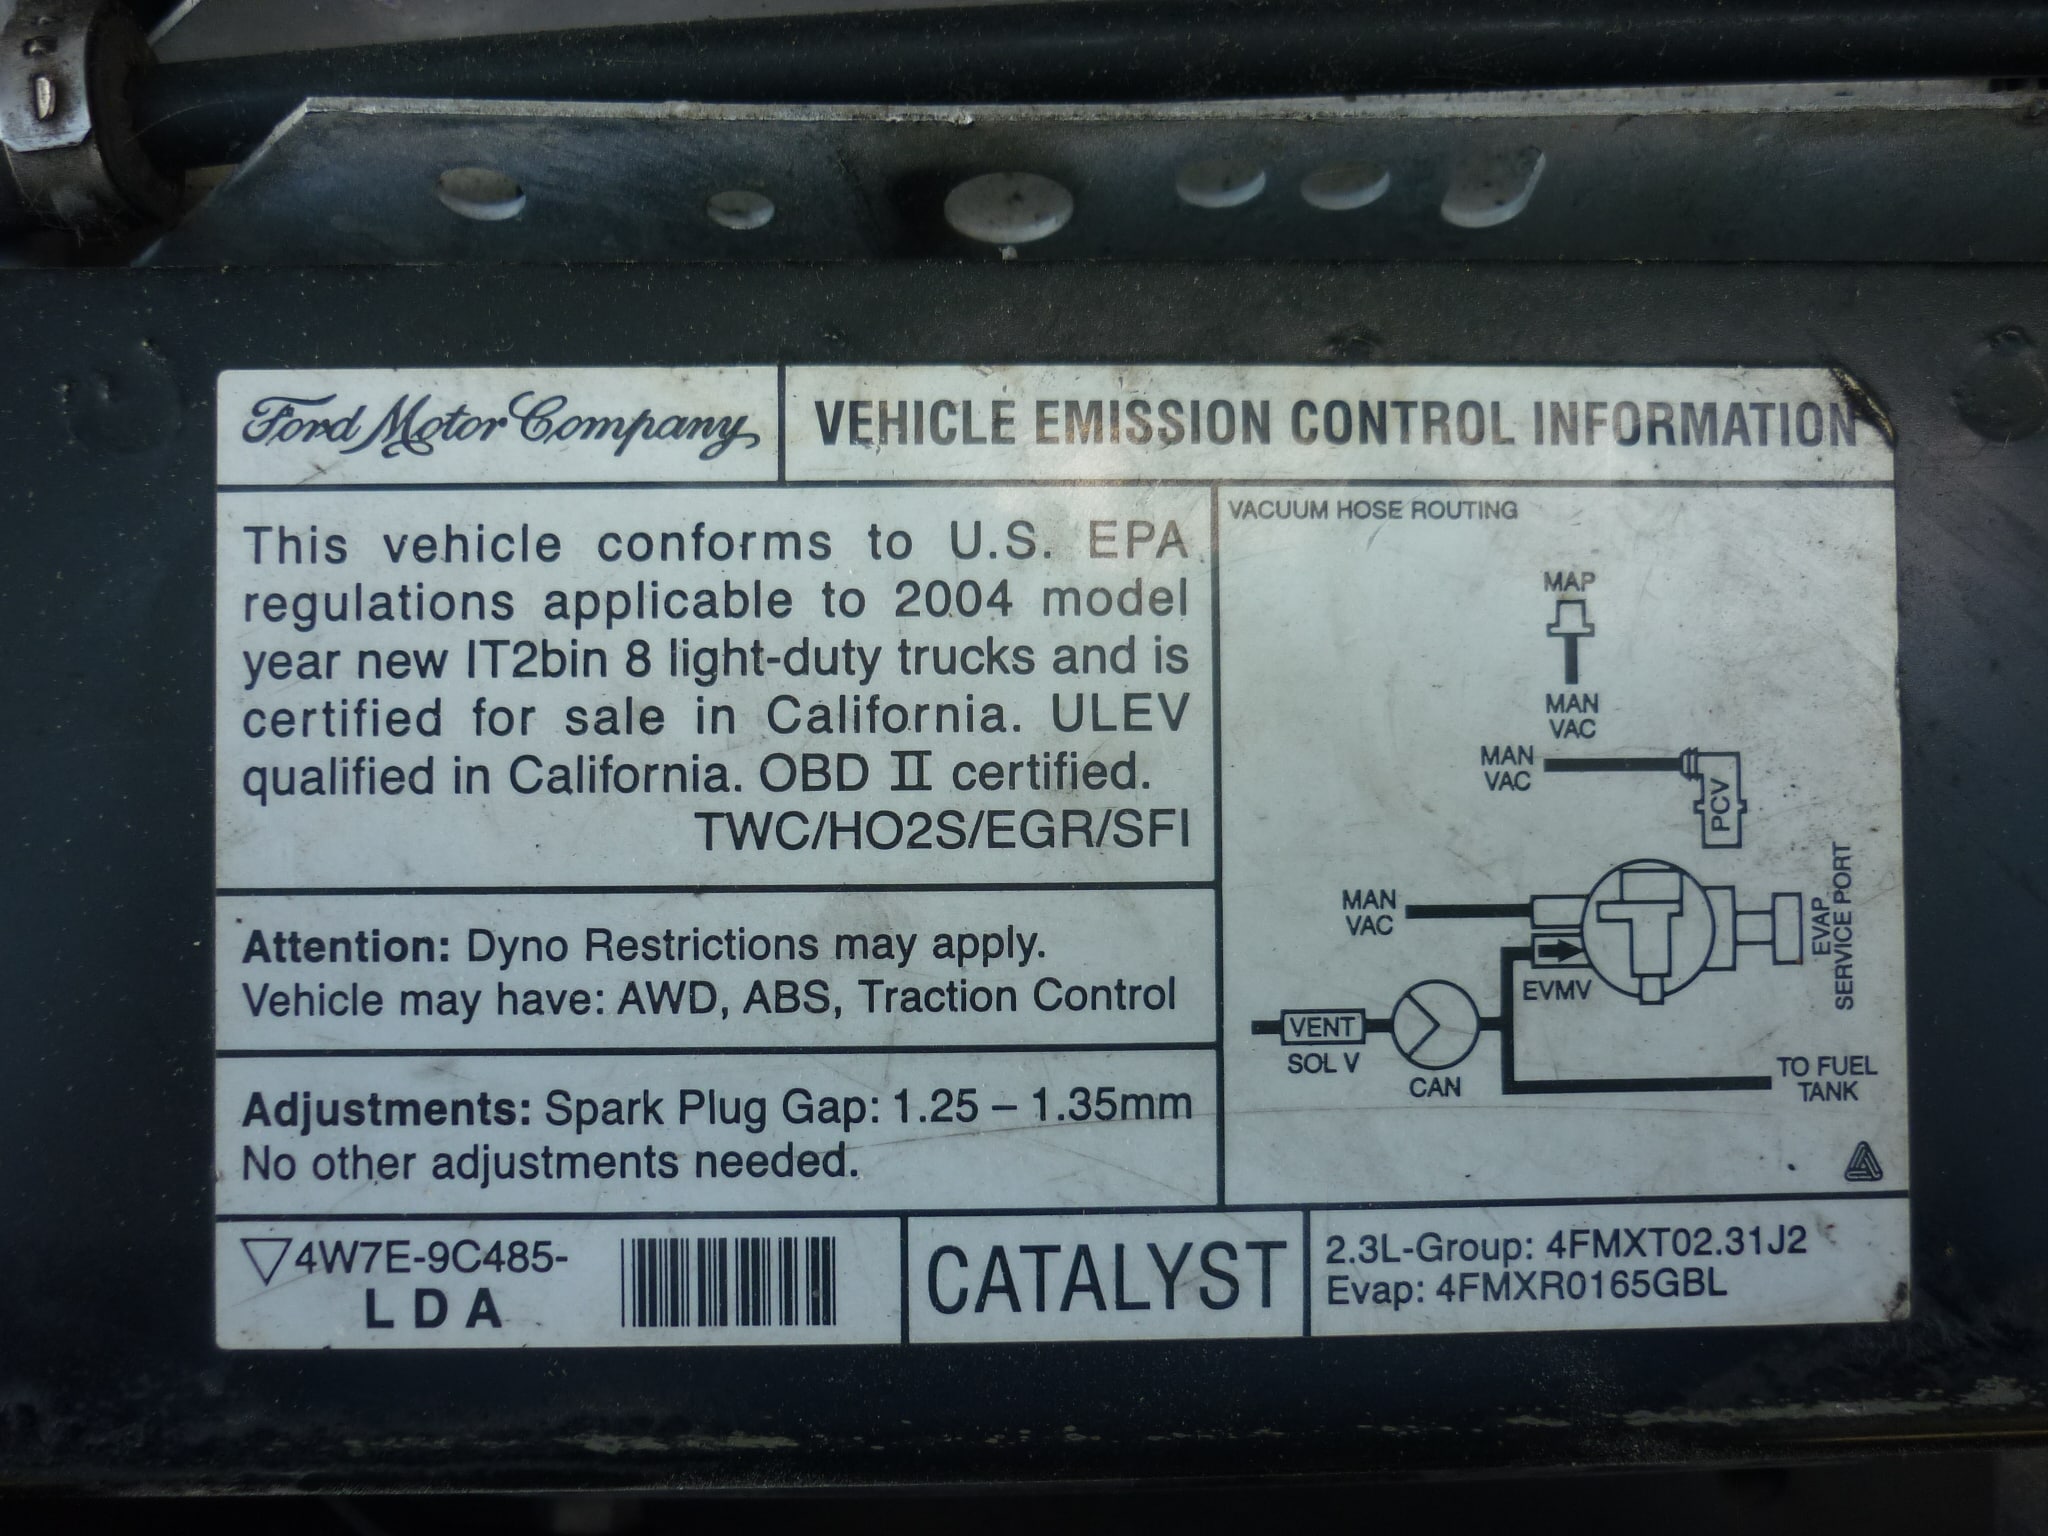 Ford Motor Company
VEHICLE EMISSION CONTROL INFORMATION
This vehicle conforms to U.S. EPA
regulations applicable to 2004 model
year new IT2bin 8 light-duty trucks and is
certified for sale in California. ULEV
qualified in California. OBD II certified.
TWC/HO2S/EGR/SFI
Attention: Dyno Restrictions may apply.
Vehicle may have: AWD, ABS, Traction Control
Adjustments: Spark Plug Gap: 1.25 – 1.35mm
No other adjustments needed.
VACUUM HOSE ROUTING
MAP
MAN
VAC
MAN
VAC
PCV
MAN
VAC
EVMV
EVAP
SERVICE PORT
VENT
SOL V
CAN
TO FUEL
TANK
4W7E-9C485-
L D A
CATALYST
2.3L-Group: 4FMXT02.31J2
Evap: 4FMXR0165GBL